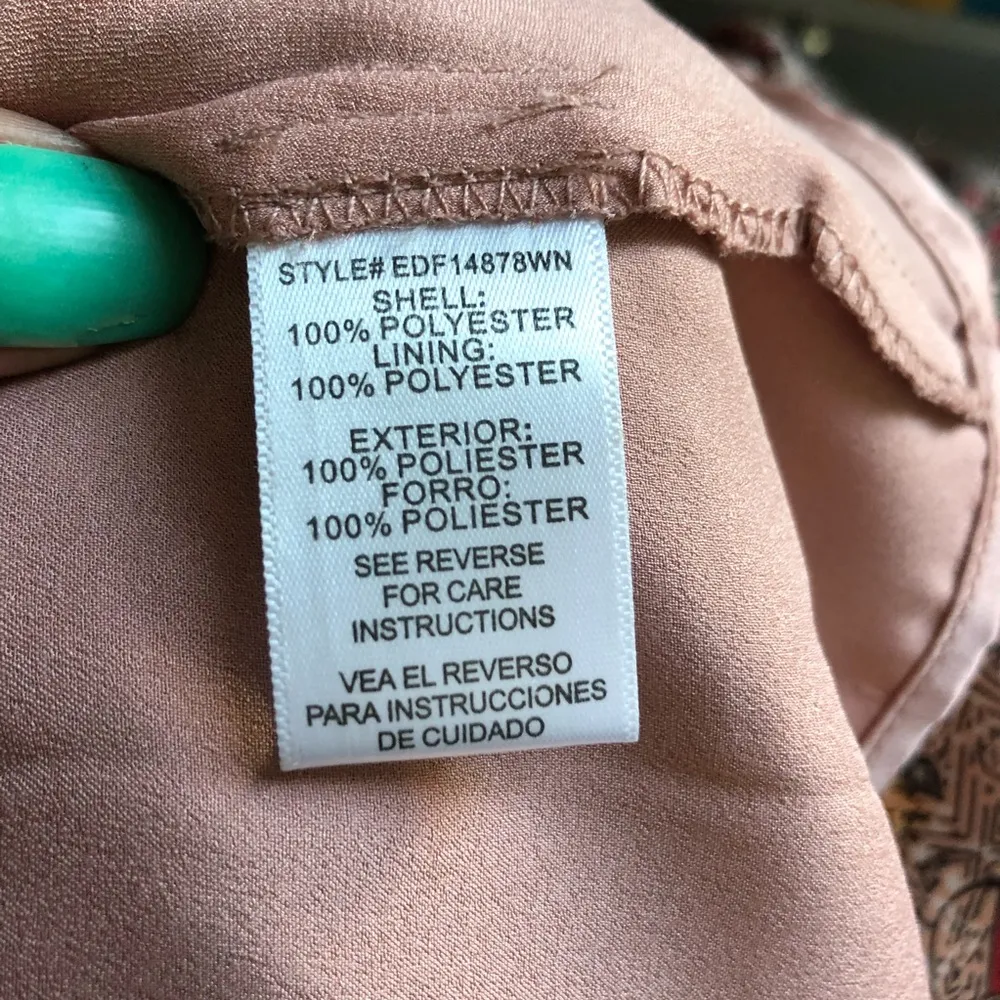 STYLE# EDF14878WN
SHELL:
100% POLYESTER
LINING:
100% POLYESTER
EXTERIOR:
100% POLIESTER
FORRO:
100% POLIESTER
SEE REVERSE
FOR CARE
INSTRUCTIONS
VEA EL REVERSO
PARA INSTRUCCIONES
DE CUIDADO